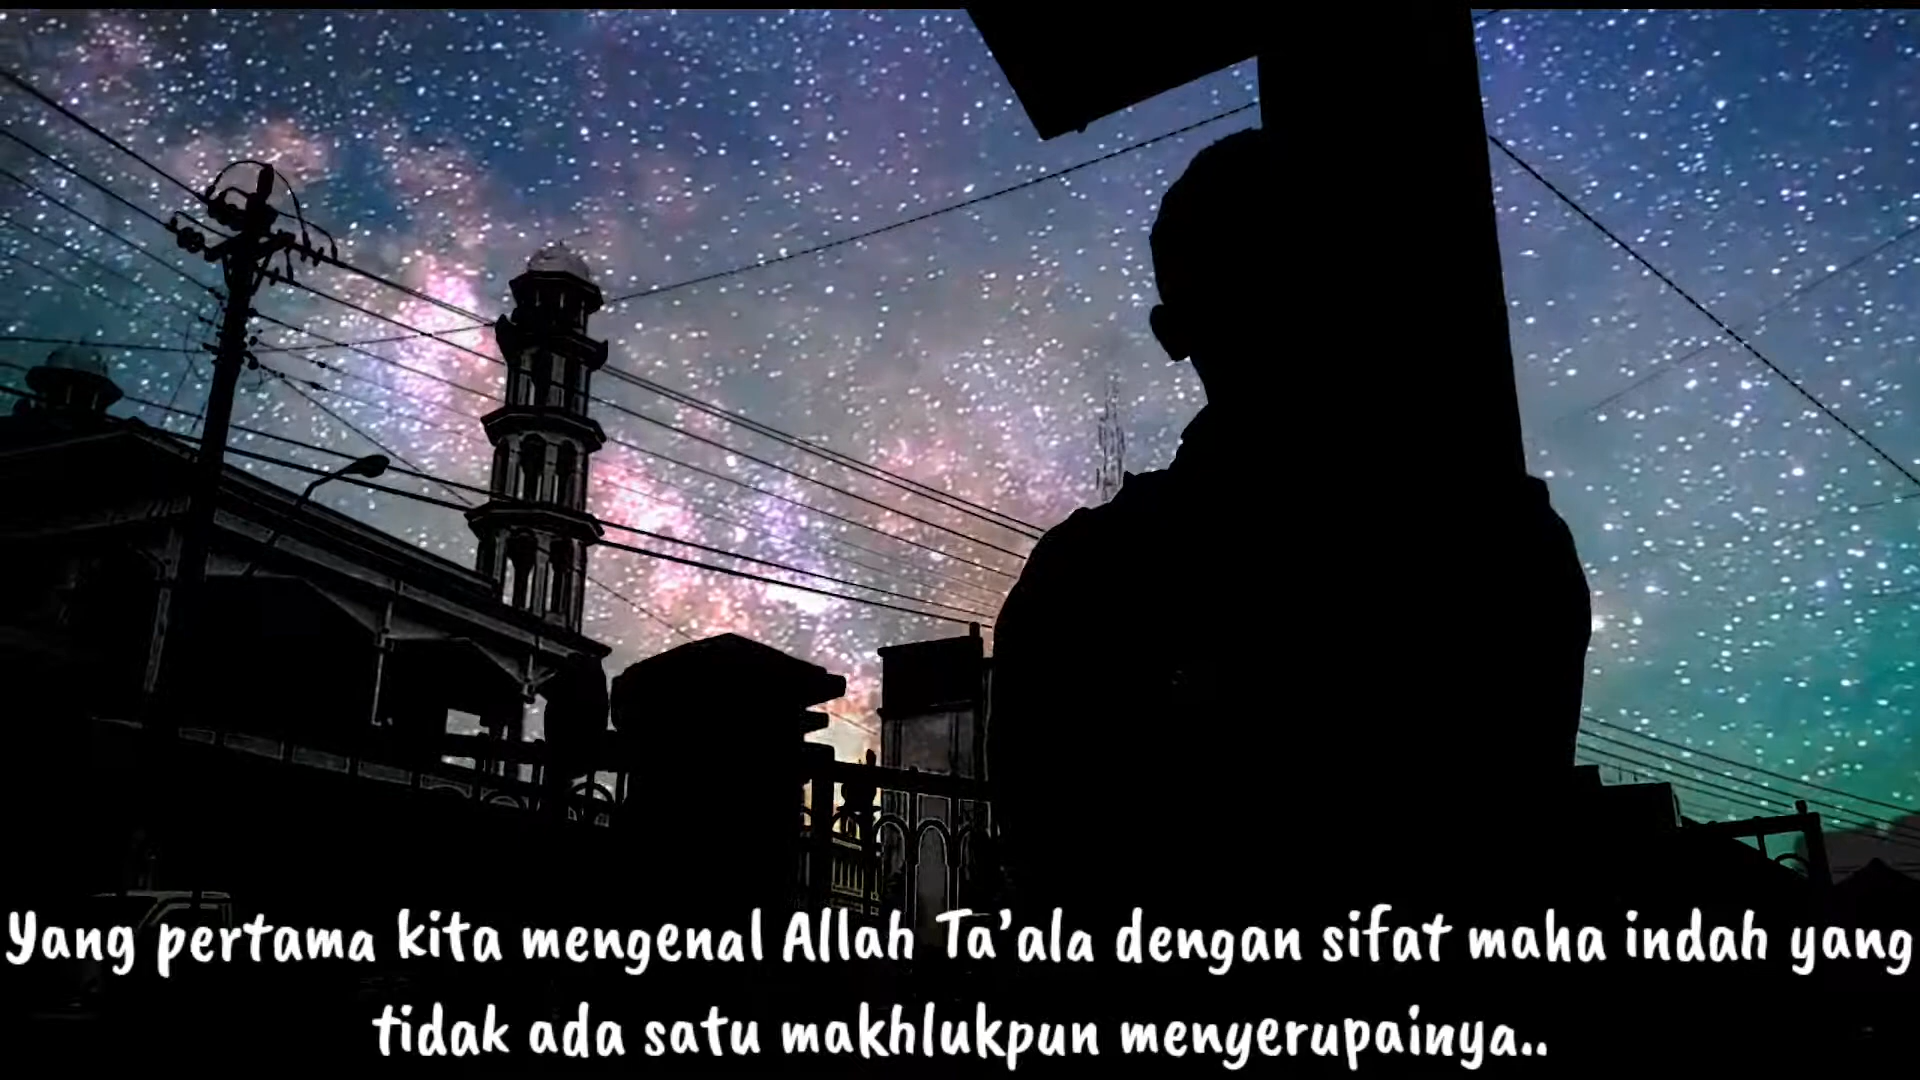 Yang pertama kita mengenal Allah Ta'ala dengan sifat maha indah yang
tidak ada satu makhlukpun menyerupainya..